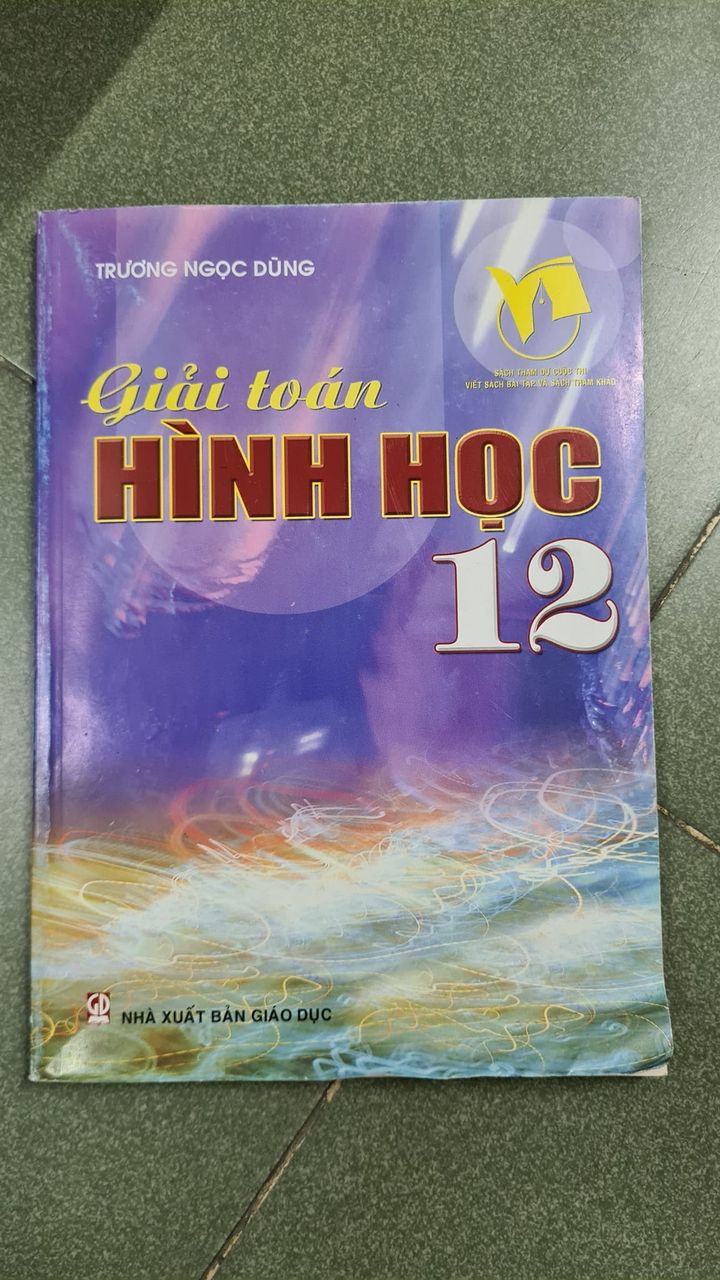 TRƯƠNG NGỌC DŨNG
SÁCH THAM DỰ CUỘC THI
VIẾT SÁCH BÀI TẬP VÀ SÁCH THAM KHẢO
Giải toán
HÌNH HỌC
12
GD
NHÀ XUẤT BẢN GIÁO DỤC